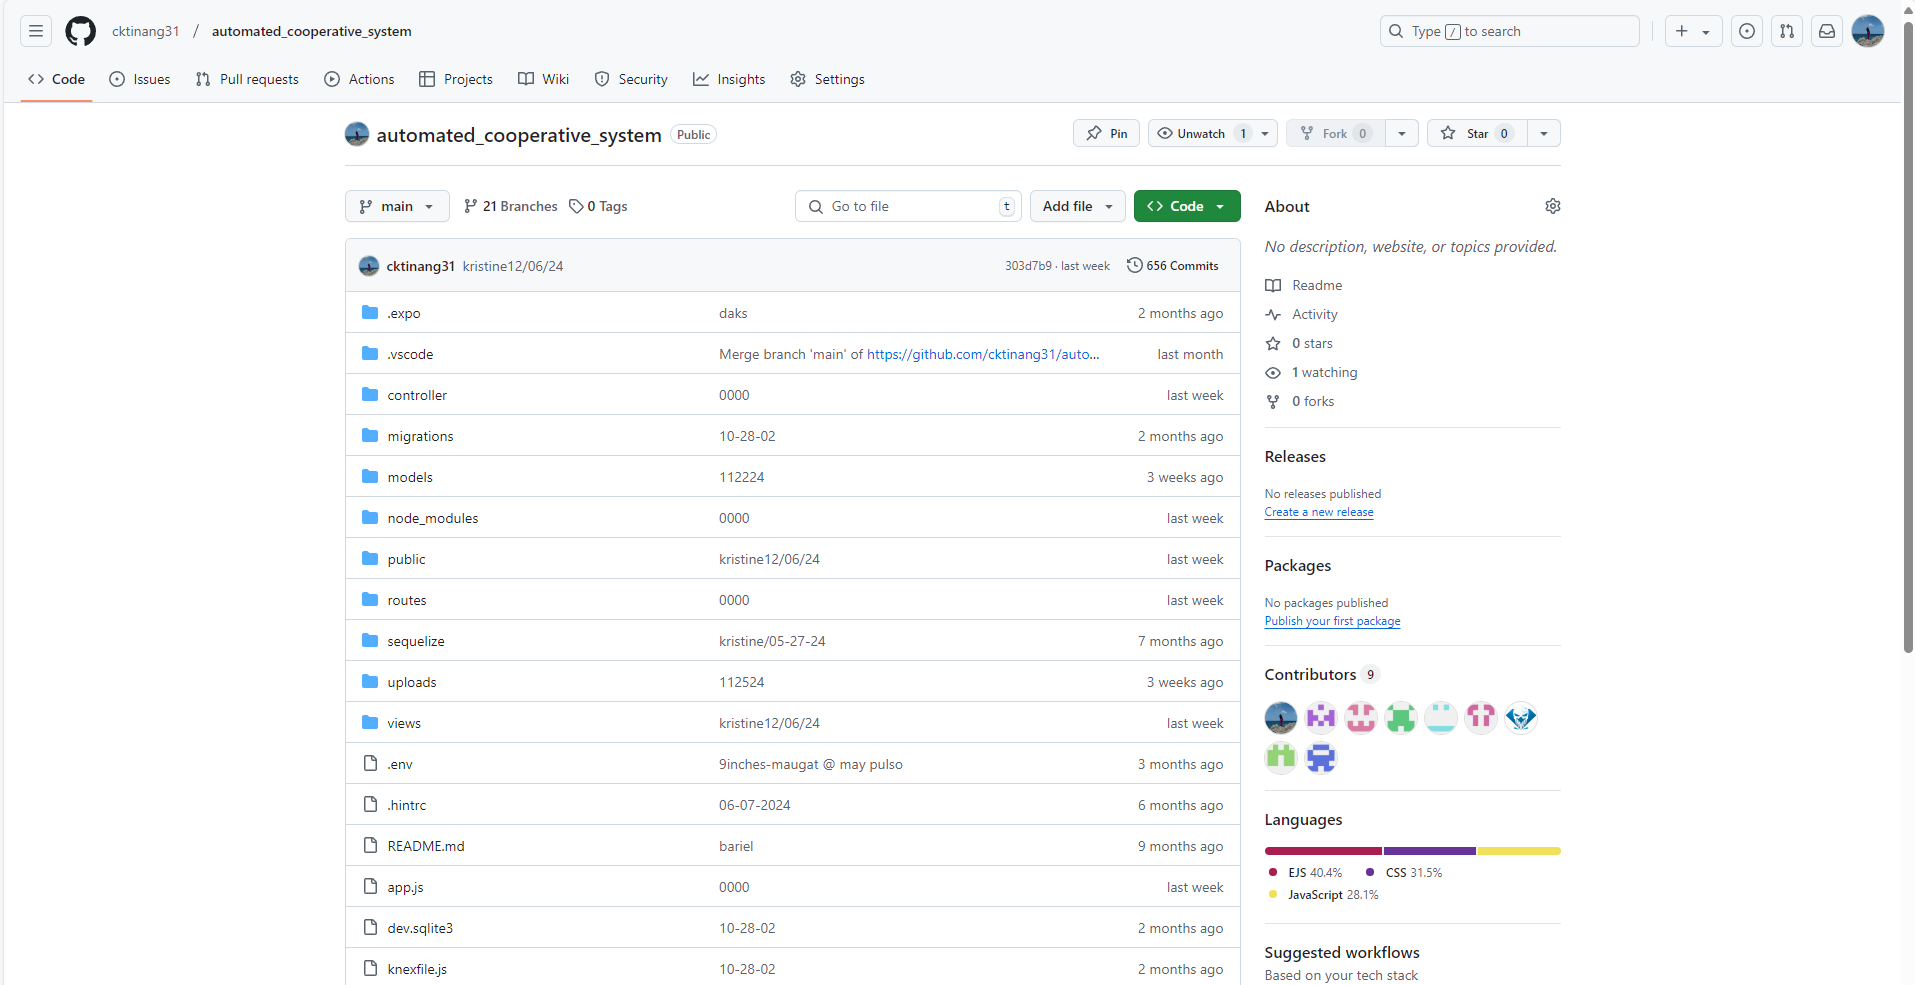 cktinang31 / automated_cooperative_system
Type / to search
Code Issues Pull requests Actions Projects Wiki Security Insights Settings
automated_cooperative_system Public
Pin Unwatch 1 Fork 0 Star 0
main 21 Branches 0 Tags Go to file t Add file Code
cktinang31 kristine12/06/24 303d7b9 · last week 656 Commits
.expo daks 2 months ago
.vscode Merge branch 'main' of https://github.com/cktinang31/auto... last month
controller 0000 last week
migrations 10-28-02 2 months ago
models 112224 3 weeks ago
node_modules 0000 last week
public kristine12/06/24 last week
routes 0000 last week
sequelize kristine/05-27-24 7 months ago
uploads 112524 3 weeks ago
views kristine12/06/24 last week
.env 9inches-maugat @ may pulso 3 months ago
.hintrc 06-07-2024 6 months ago
README.md bariel 9 months ago
app.js 0000 last week
dev.sqlite3 10-28-02 2 months ago
knexfile.js 10-28-02 2 months ago
About
No description, website, or topics provided.
Readme
Activity
0 stars
1 watching
0 forks
Releases
No releases published
Create a new release
Packages
No packages published
Publish your first package
Contributors 9
Languages
EJS 40.4% CSS 31.5%
JavaScript 28.1%
Suggested workflows
Based on your tech stack